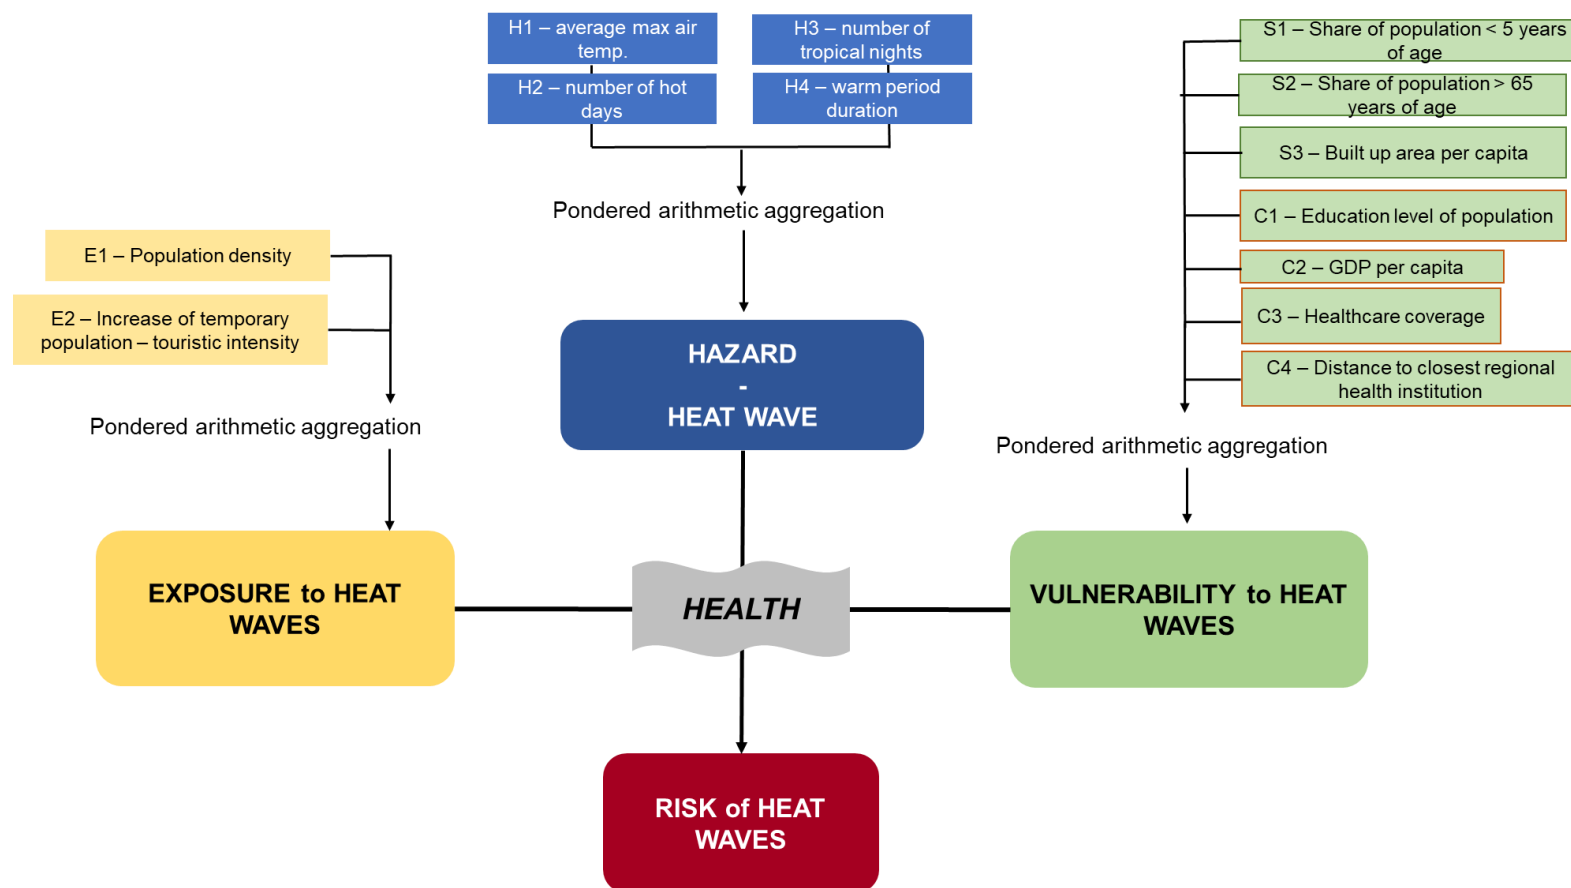 H1 – average max air
temp.
H2 – number of hot
days
H3 – number of
tropical nights
H4 – warm period
duration
Pondered arithmetic aggregation
HAZARD
-
HEAT WAVE
E1 – Population density
E2 – Increase of temporary
population – touristic intensity
Pondered arithmetic aggregation
EXPOSURE to HEAT
WAVES
S1 – Share of population < 5 years
of age
S2 – Share of population > 65
years of age
S3 – Built up area per capita
C1 – Education level of population
C2 – GDP per capita
C3 – Healthcare coverage
C4 – Distance to closest regional
health institution
Pondered arithmetic aggregation
VULNERABILITY to HEAT
WAVES
HEALTH
RISK of HEAT
WAVES